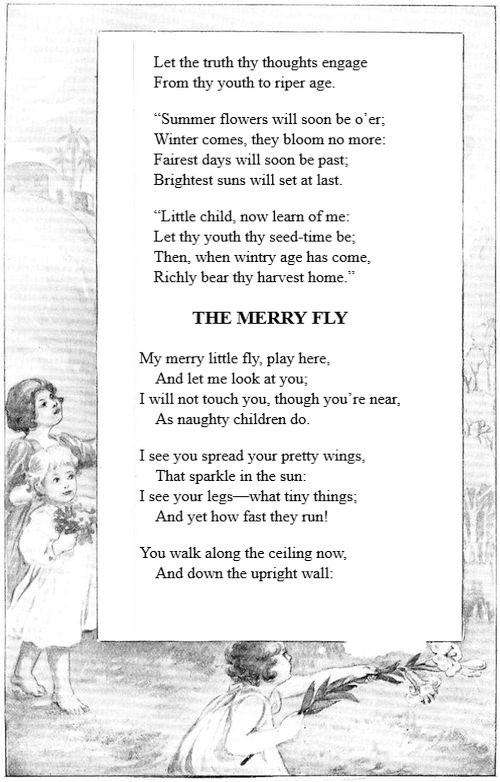 Let the truth thy thoughts engage
From thy youth to riper age.
“Summer flowers will soon be o’er;
Winter comes, they bloom no more:
Fairest days will soon be past;
Brightest suns will set at last.
“Little child, now learn of me:
Let thy youth thy seed-time be;
Then, when wintry age has come,
Richly bear thy harvest home.”
THE MERRY FLY
My merry little fly, play here,
And let me look at you;
I will not touch you, though you’re near,
As naughty children do.
I see you spread your pretty wings,
That sparkle in the sun:
I see your legs—what tiny things;
And yet how fast they run!
You walk along the ceiling now,
And down the upright wall: